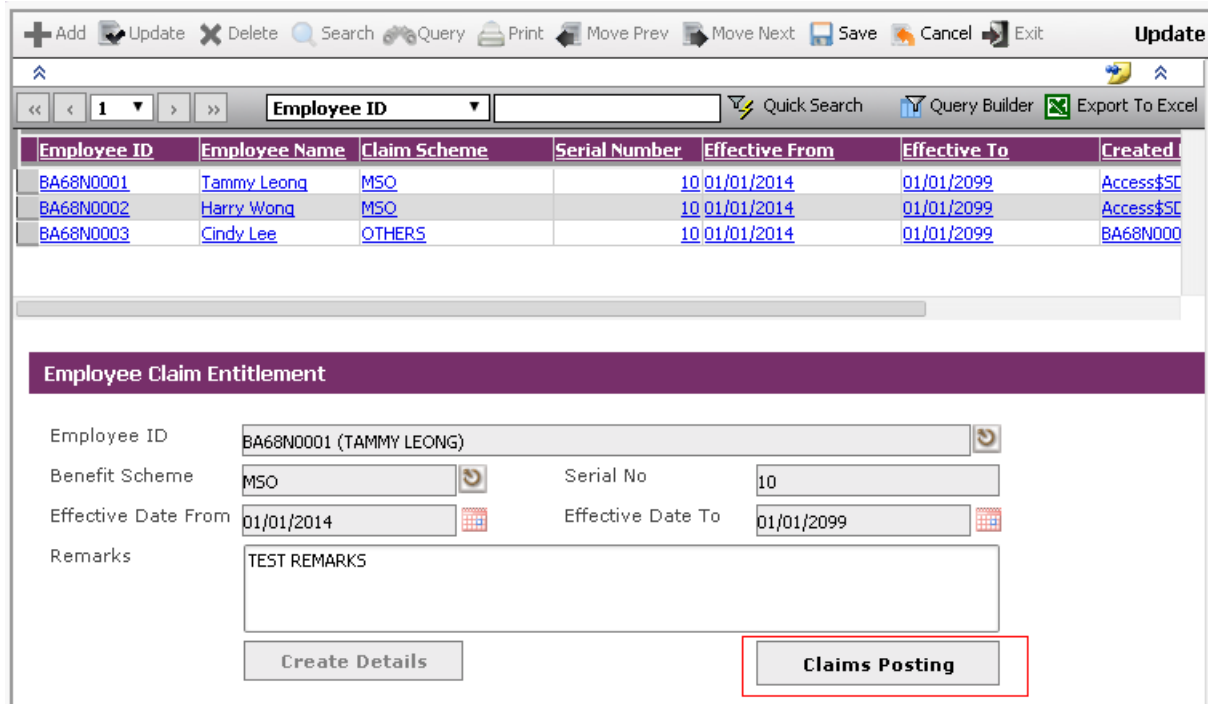 Add Update Delete Search Query Print Move Prev Move Next Save Cancel Exit Update
<< < 1 > >> Employee ID Quick Search Query Builder Export To Excel
Employee ID Employee Name Claim Scheme Serial Number Effective From Effective To Created
BA68N0001 Tammy Leong MSO 10 01/01/2014 01/01/2099 Access$SD
BA68N0002 Harry Wong MSO 10 01/01/2014 01/01/2099 Access$SD
BA68N0003 Cindy Lee OTHERS 10 01/01/2014 01/01/2099 BA68N000
Employee Claim Entitlement
Employee ID BA68N0001 (TAMMY LEONG)
Benefit Scheme MSO Serial No 10
Effective Date From 01/01/2014 Effective Date To 01/01/2099
Remarks TEST REMARKS
Create Details Claims Posting